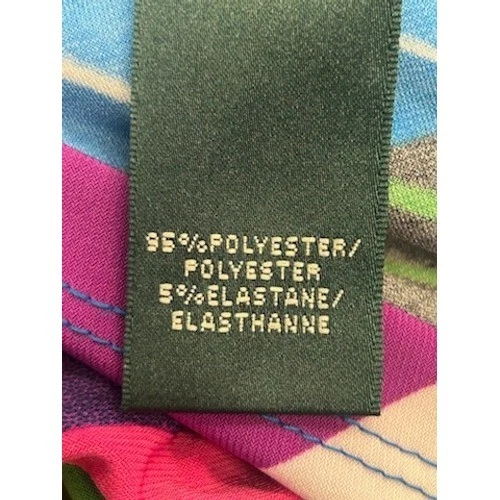 95%POLYESTER/
POLYESTER
5%ELASTANE/
ELASTHANNE